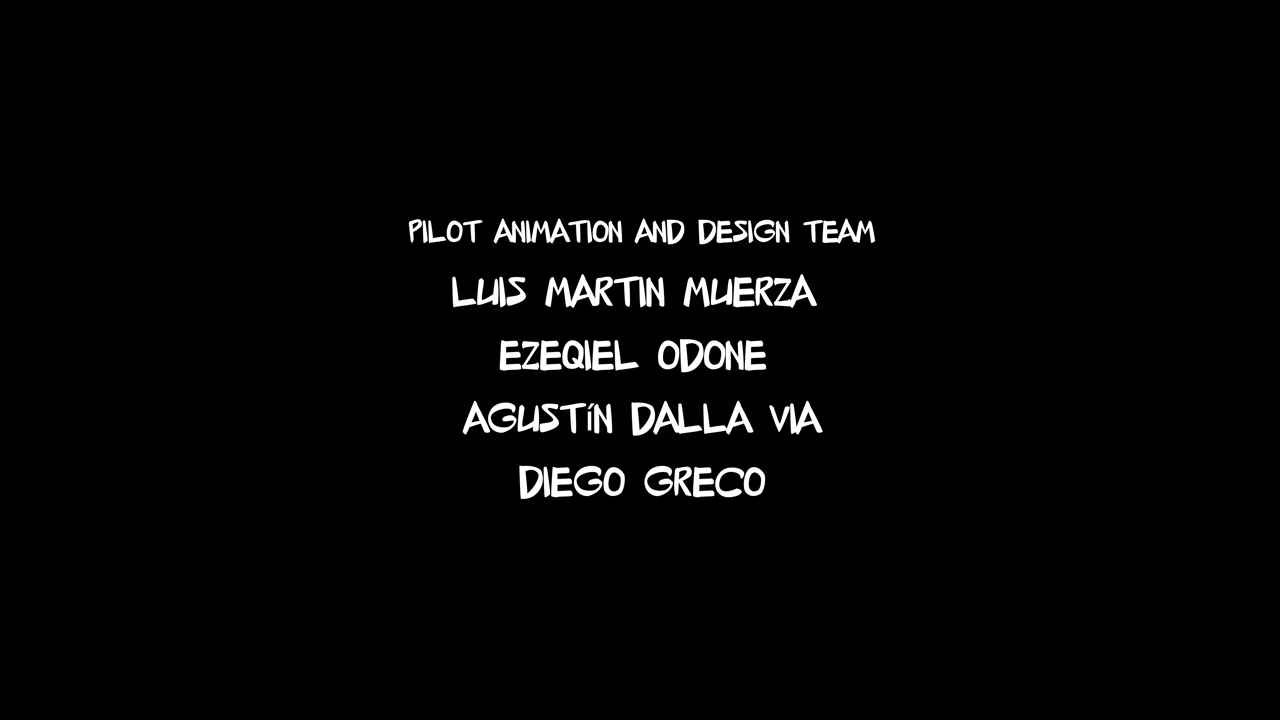 PILOT ANIMATION AND DESIGN TEAM
LUIS MARTIN MUERZA
EZEQIEL ODONE
AGUSTÍN DALLA VIA
DIEGO GRECO